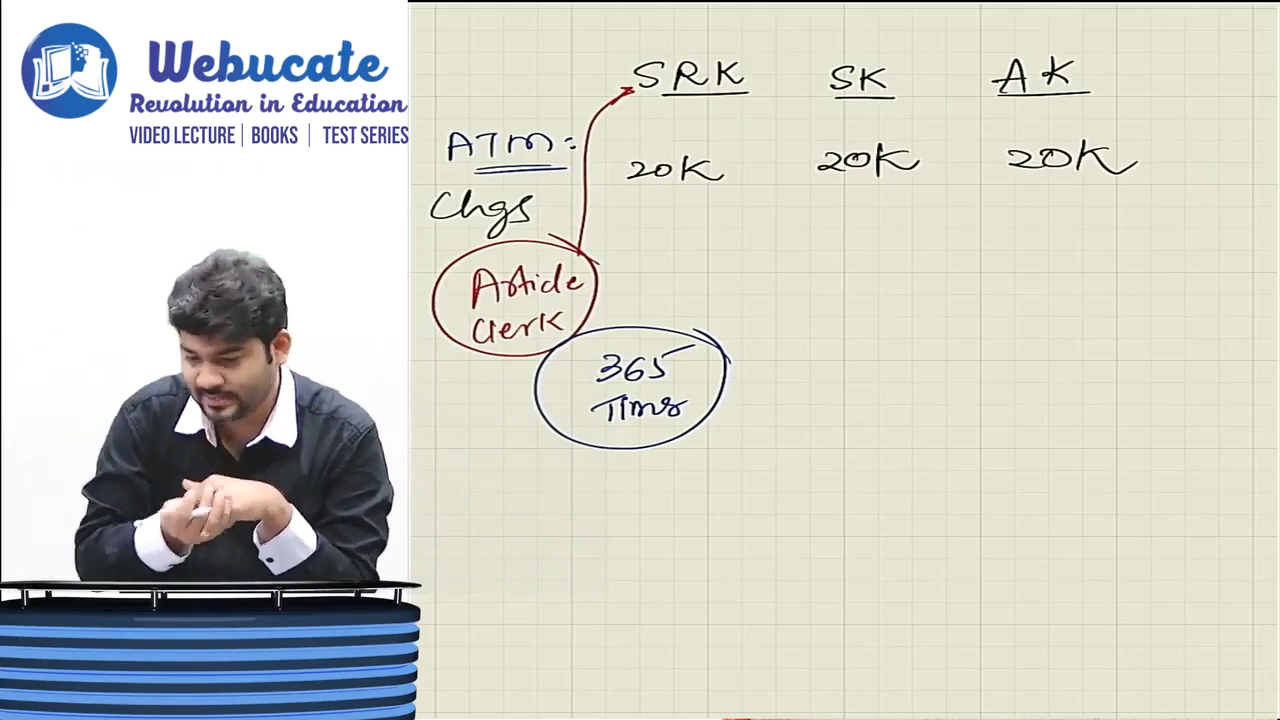 Webucate
Revolution in Education
VIDEO LECTURE | BOOKS | TEST SERIES
SRK SK AK
ATM:
20K 20K 20K
Chgs
Article
Clerk
365
Times